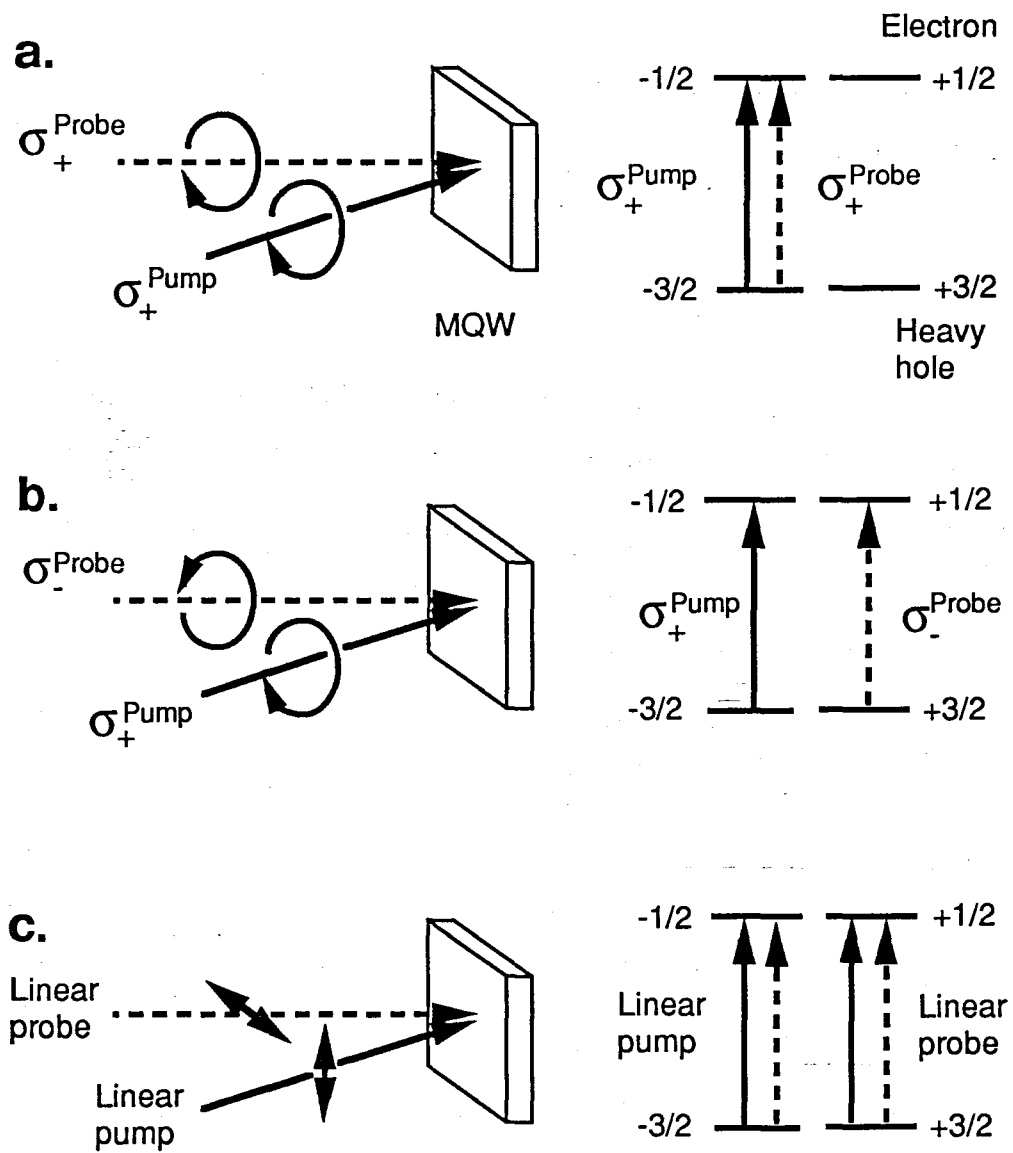 a.
σ+Probe
σ+Pump
MQW
Electron
-1/2 +1/2
σ+Pump σ+Probe
-3/2 +3/2
Heavy
hole
b.
σ-Probe
σ+Pump
-1/2 +1/2
σ+Pump σ-Probe
-3/2 +3/2
c.
Linear
probe
Linear
pump
-1/2 +1/2
Linear Linear
pump probe
-3/2 +3/2